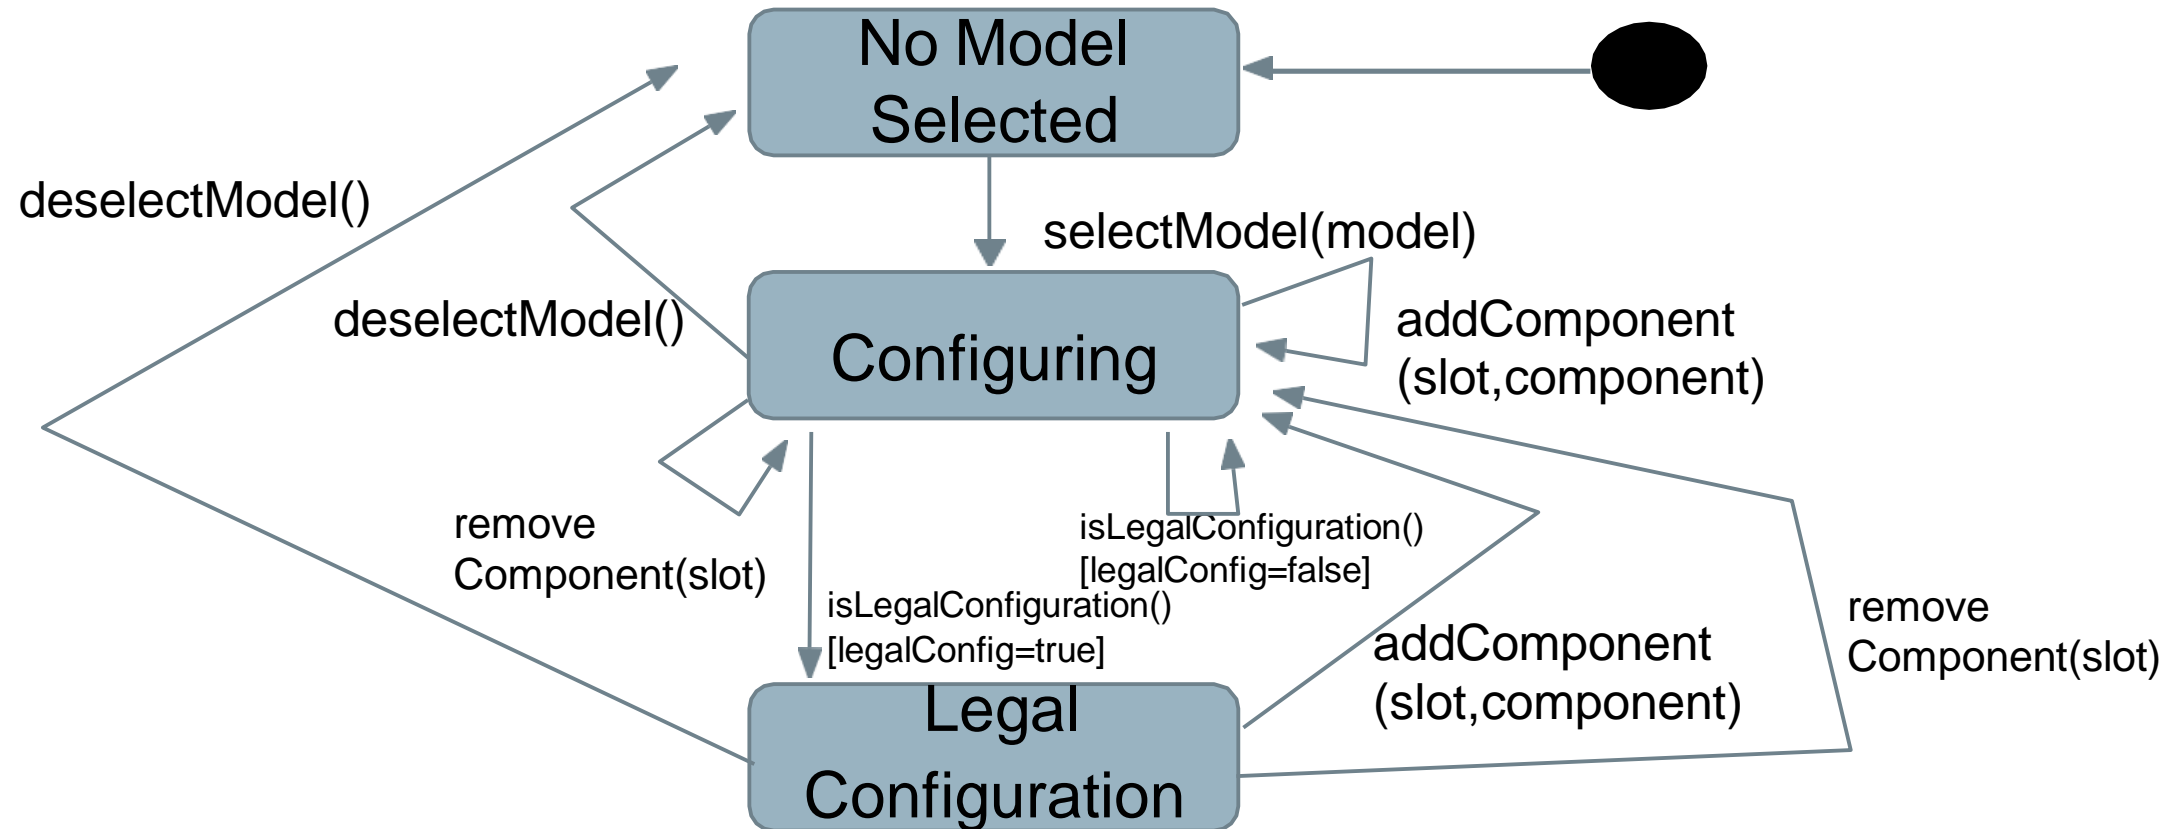 No Model
Selected
deselectModel()
selectModel(model)
deselectModel()
Configuring
addComponent
(slot,component)
remove
Component(slot)
isLegalConfiguration()
[legalConfig=false]
isLegalConfiguration()
[legalConfig=true]
addComponent
(slot,component)
remove
Component(slot)
Legal
Configuration